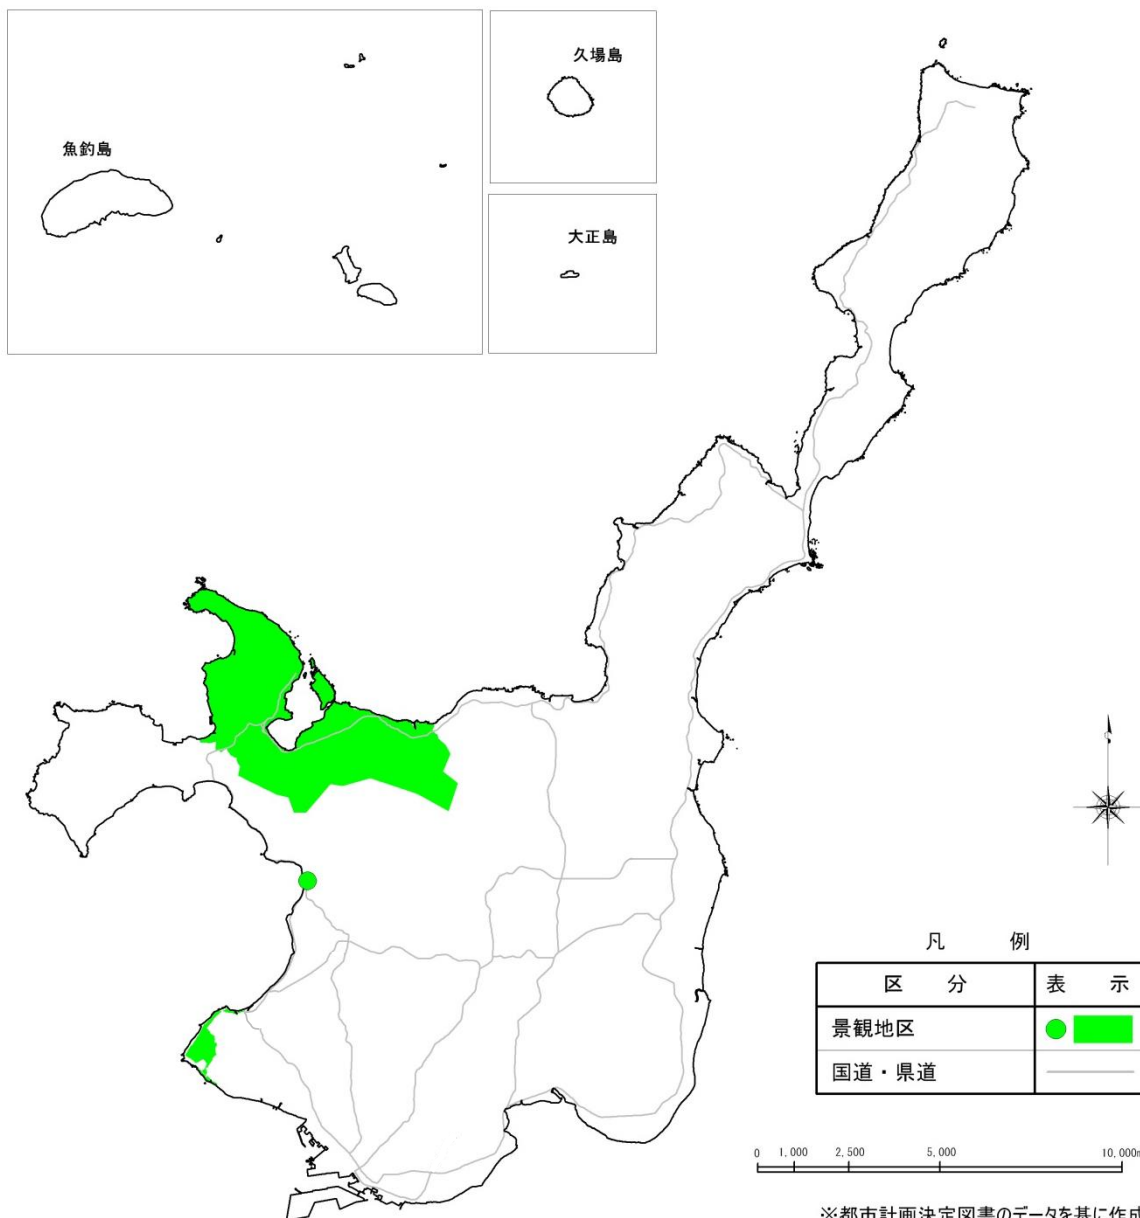 久場島
魚釣島
大正島
凡 例
区 分 表 示
景観地区
国道・県道
0 1,000 2,500 5,000 10,000m
※都市計画決定図書のデータを基に作成